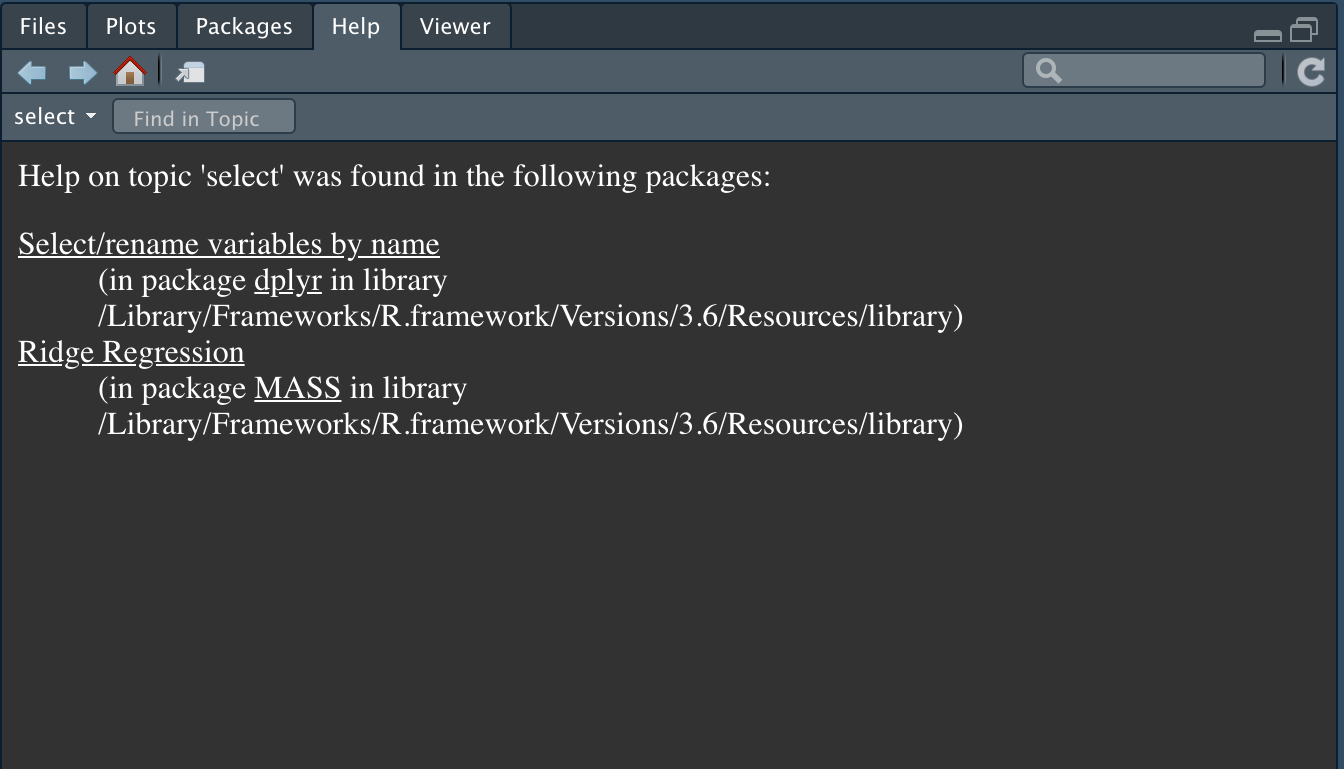 Files Plots Packages Help Viewer
select Find in Topic
Help on topic 'select' was found in the following packages:
Select/rename variables by name
(in package dplyr in library
/Library/Frameworks/R.framework/Versions/3.6/Resources/library)
Ridge Regression
(in package MASS in library
/Library/Frameworks/R.framework/Versions/3.6/Resources/library)